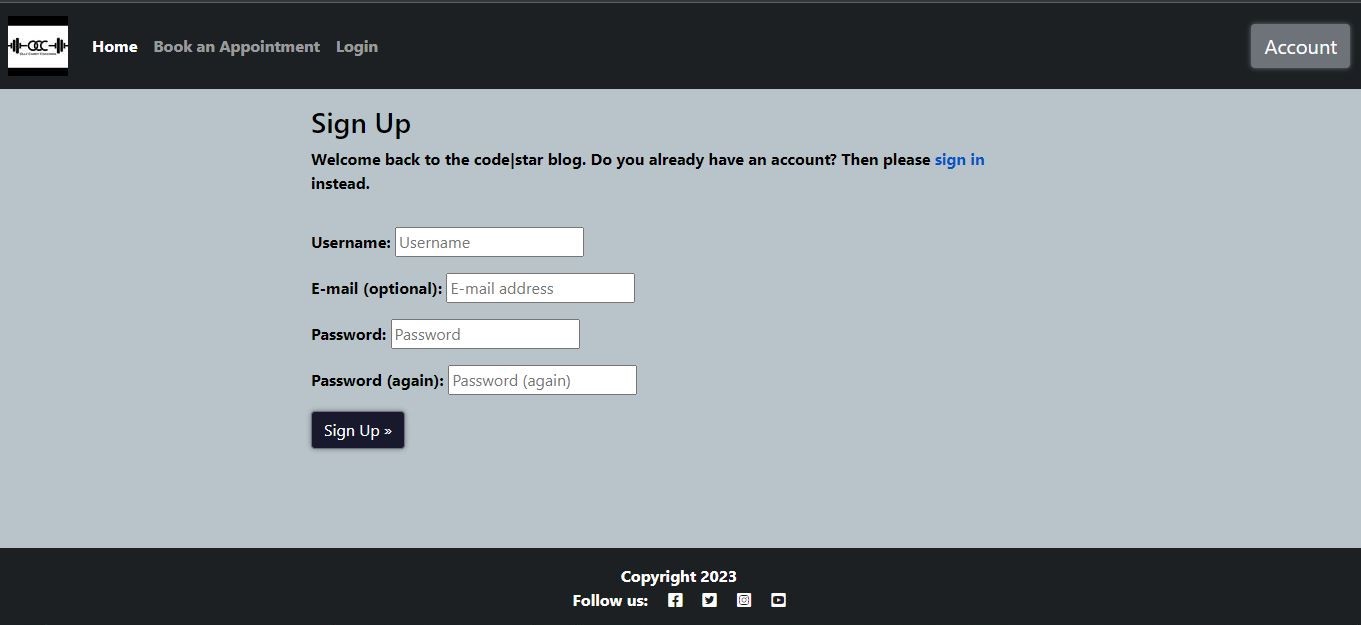 OCC
Home Book an Appointment Login
Account
Sign Up
Welcome back to the code|star blog. Do you already have an account? Then please sign in
instead.
Username: Username
E-mail (optional): E-mail address
Password: Password
Password (again): Password (again)
Sign Up »
Copyright 2023
Follow us: